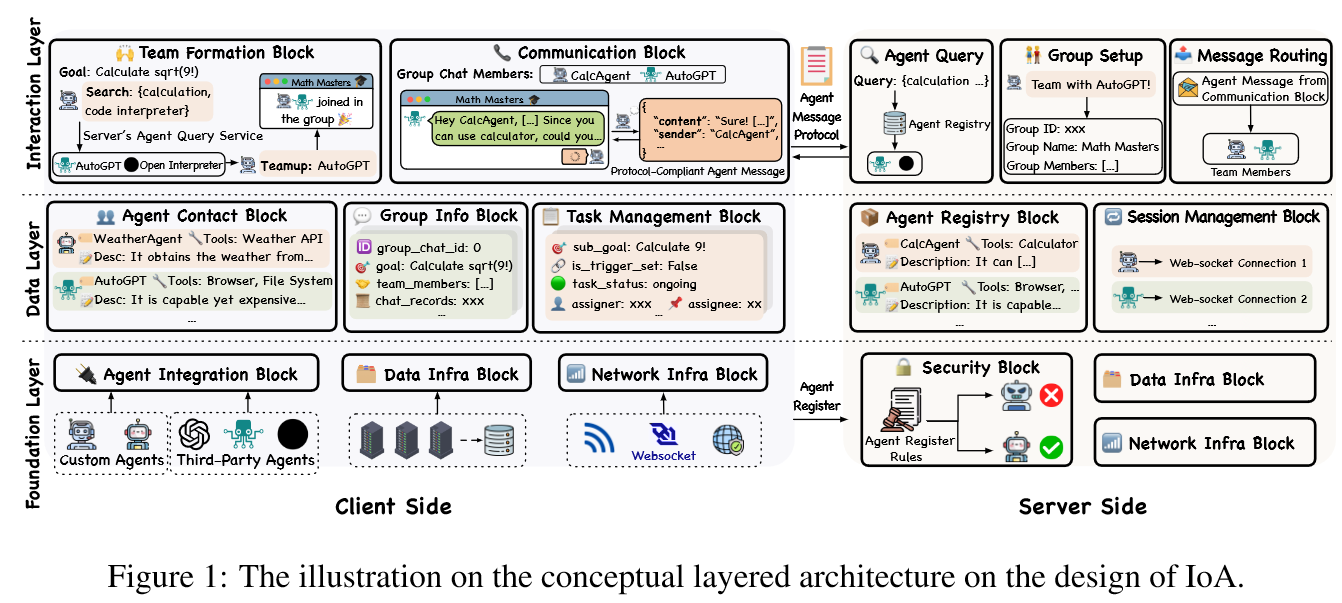 Interaction Layer
Team Formation Block
Goal: Calculate sqrt(9!)
Search: {calculation,
code interpreter}
Server's Agent Query Service
AutoGPT Open Interpreter
Math Masters
joined in
the group
Teamup: AutoGPT
Communication Block
Group Chat Members: CalcAgent AutoGPT
Math Masters
Hey CalcAgent, [...] Since you
can use calculator, could you...
{
"content": "Sure! [...]",
"sender": "CalcAgent",
...
}
Protocol-Compliant Agent Message
Agent
Message
Protocol
Agent Query
Query: {calculation ...}
Agent Registry
Group Setup
Team with AutoGPT!
Group ID: xxx
Group Name: Math Masters
Group Members: [...]
Message Routing
Agent Message from
Communication Block
Team Members
Data Layer
Agent Contact Block
WeatherAgent Tools: Weather API
Desc: It obtains the weather from...
AutoGPT Tools: Browser, File System
Desc: It is capable yet expensive...
...
Group Info Block
ID group_chat_id: 0
goal: Calculate sqrt(9!)
team_members: [...]
chat_records: xxx
...
Task Management Block
sub_goal: Calculate 9!
is_trigger_set: False
task_status: ongoing
assigner: xxx assignee: xx
...
Agent Registry Block
CalcAgent Tools: Calculator
Description: It can [...]
AutoGPT Tools: Browser, ...
Description: It is capable...
...
Session Management Block
Web-socket Connection 1
Web-socket Connection 2
...
Foundation Layer
Agent Integration Block
Custom Agents
Third-Party Agents
Data Infra Block
Network Infra Block
Websocket
Agent
Register
Security Block
Agent Register
Rules
Data Infra Block
Network Infra Block
Client Side
Server Side
Figure 1: The illustration on the conceptual layered architecture on the design of IoA.